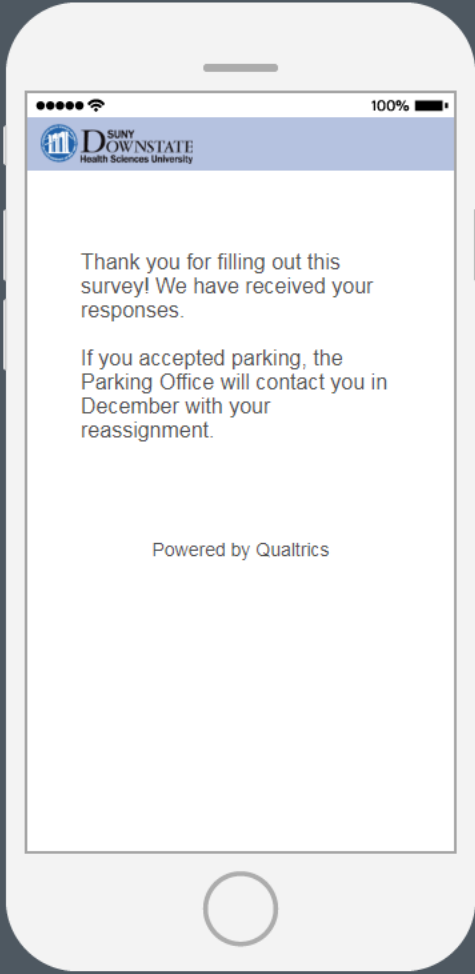 100%
SUNY
DOWNSTATE
Health Sciences University
Thank you for filling out this
survey! We have received your
responses.
If you accepted parking, the
Parking Office will contact you in
December with your
reassignment.
Powered by Qualtrics